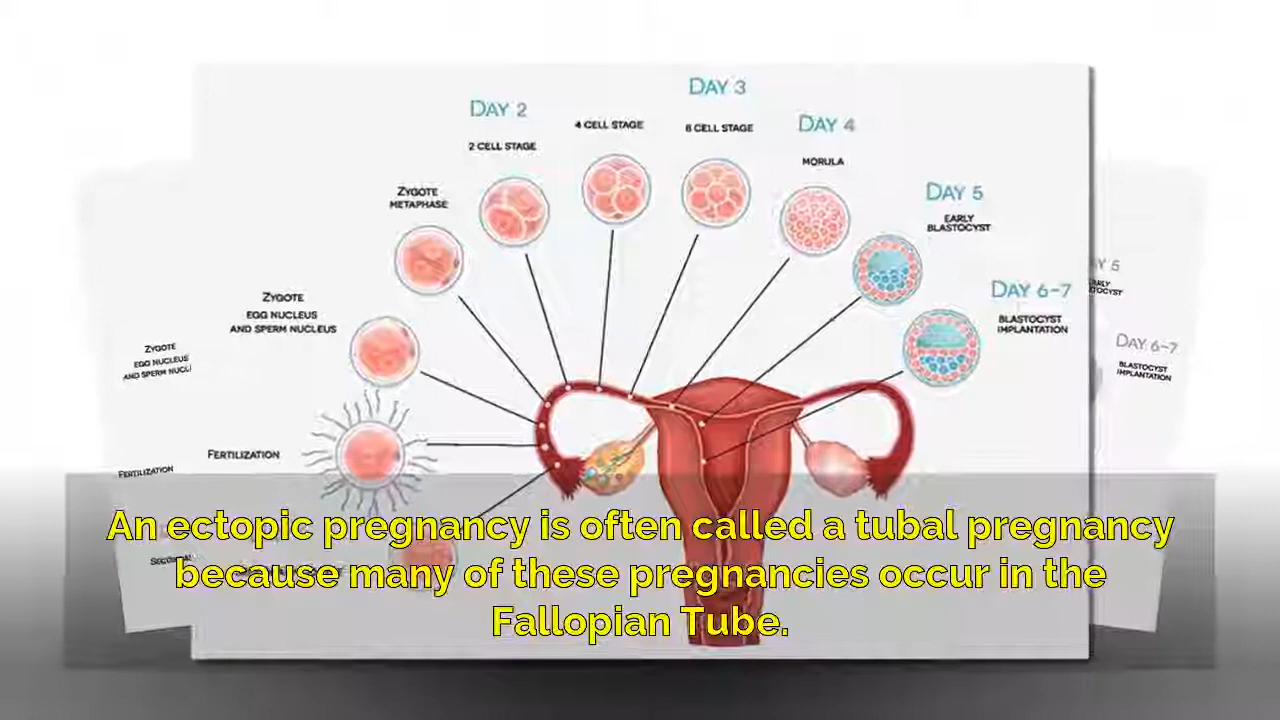 DAY 3
DAY 2
4 CELL STAGE
8 CELL STAGE
DAY 4
2 CELL STAGE
MORULA
ZYGOTE
METAPHASE
DAY 5
EARLY
BLASTOCYST
DAY 6-7
BLASTOCYST
IMPLANTATION
ZYGOTE
EGG NUCLEUS
AND SPERM NUCLEUS
FERTILIZATION
ZYGOTE
EGG NUCLEUS
AND SPERM
FERTILIZATION
5
DAY 6-7
BLASTOCYST
IMPLANTATION
An ectopic pregnancy is often called a tubal pregnancy
because many of these pregnancies occur in the
Fallopian Tube.